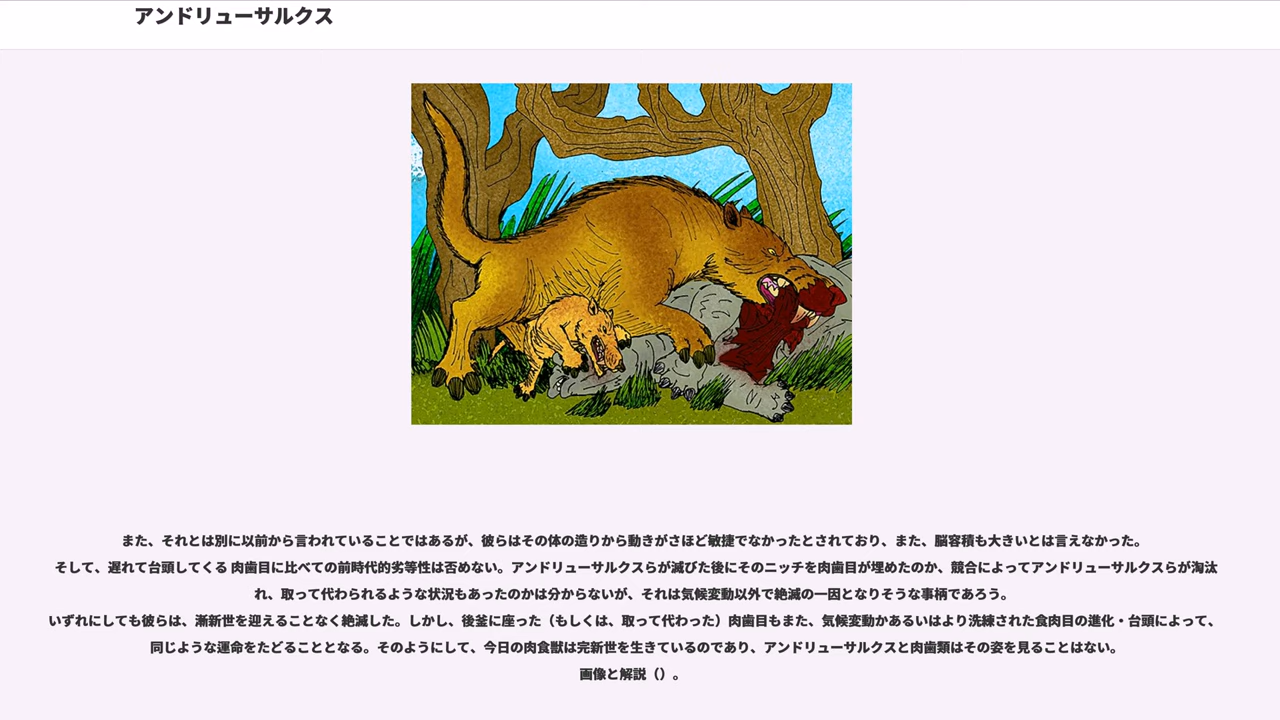 アンドリューサルクス
また、それとは別に以前から言われていることではあるが、彼らはその体の造りから動きがさほど敏捷でなかったとされており、また、脳容積も大きいとは言えなかった。
そして、遅れて台頭してくる 肉歯目に比べての前時代的劣等性は否めない。アンドリューサルクスらが滅びた後にそのニッチを肉歯目が埋めたのか、競合によってアンドリューサルクスらが淘汰
れ、取って代わられるような状況もあったのかは分からないが、それは気候変動以外で絶滅の一因となりそうな事柄であろう。
いずれにしても彼らは、漸新世を迎えることなく絶滅した。しかし、後釜に座った（もしくは、取って代わった）肉歯目もまた、気候変動かあるいはより洗練された食肉目の進化・台頭によって、
同じような運命をたどることとなる。そのようにして、今日の肉食獣は完新世を生きているのであり、アンドリューサルクスと肉歯類はその姿を見ることはない。
画像と解説（）。